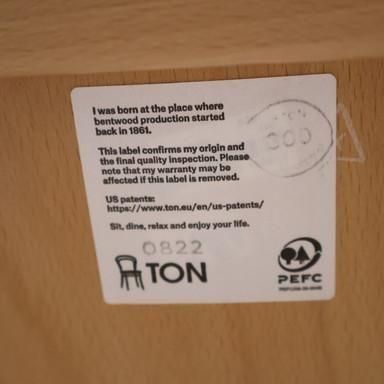 I was born at the place where
bentwood production started
back in 1861.
This label confirms my origin and
the final quality inspection. Please
note that my warranty may be
affected if this label is removed.
US patents:
https://www.ton.eu/en/us-patents/
Sit, dine, relax and enjoy your life.
0822
TON
PEFC